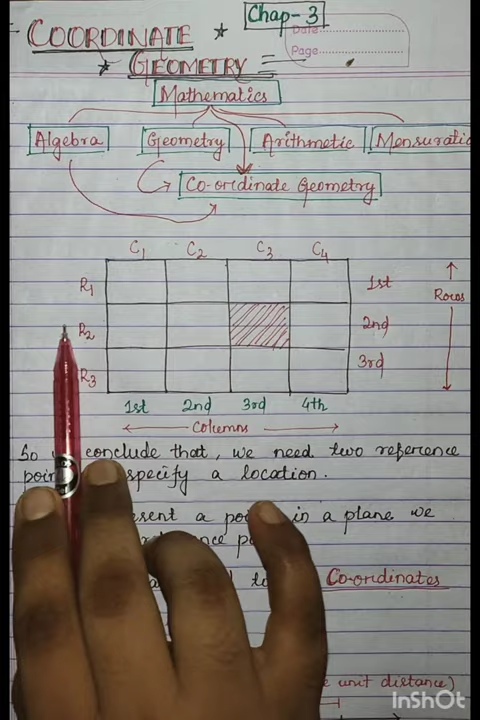 Chap-3
Date
COORDINATE
Page
GEOMETRY
Mathematics
Algebra Geometry Arithmetic Mensuratio
Co-ordinate Geometry
C1 C2 C3 C4
R1 1st
Rows
R2 2nd
R3 3rd
1st 2nd 3rd 4th
Columns
So conclude that, we need two reference
specify a location.
in a plane we
Co-ordinates
unit distance)
InShOt